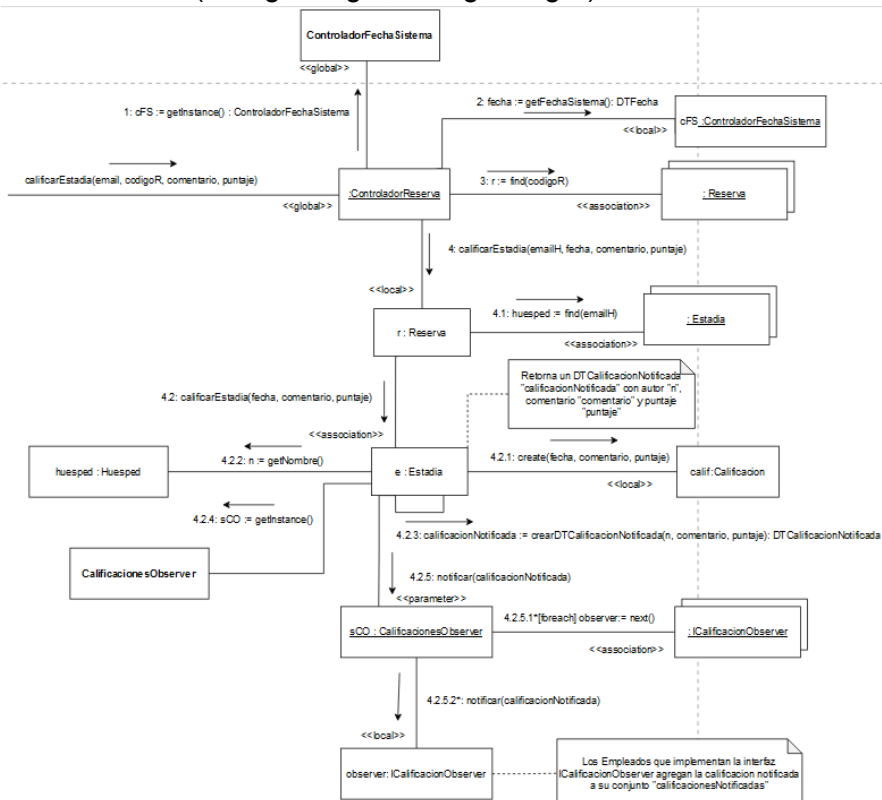 ControladorFechaSistema
<<global>>
1: cFS := getInstance() : ControladorFechaSistema
2: fecha := getFechaSistema(): DTFecha
<<local>>
cFS :ControladorFechaSistema
calificarEstadia(email, codigoR, comentario, puntaje)
<<global>>
:ControladorReserva
3: r := find(codigoR)
<<association>>
: Reserva
4: calificarEstadia(emailH, fecha, comentario, puntaje)
<<local>>
r : Reserva
4.1: huesped := find(emailH)
<<association>>
: Estadia
Retorna un DTCalificacionNotificada
"calificacionNotificada" con autor "n",
comentario "comentario" y puntaje
"puntaje"
4.2: calificarEstadia(fecha, comentario, puntaje)
<<association>>
huesped : Huesped
4.2.2: n := getNombre()
e : Estadia
4.2.1: create(fecha, comentario, puntaje)
<<local>>
calif:Calificacion
4.2.4: sCO := getInstance()
4.2.3: calificacionNotificada := crearDTCalificacionNotificada(n, comentario, puntaje): DTCalificacionNotificada
CalificacionesObserver
4.2.5: notificar(calificacionNotificada)
<<parameter>>
sCO : CalificacionesObserver
4.2.5.1*[foreach] observer:= next()
<<association>>
: ICalificacionObserver
4.2.5.2*: notificar(calificacionNotificada)
<<local>>
observer: ICalificacionObserver
Los Empleados que implementan la interfaz
ICalificacionObserver agregan la calificacion notificada
a su conjunto "calificacionesNotificadas"